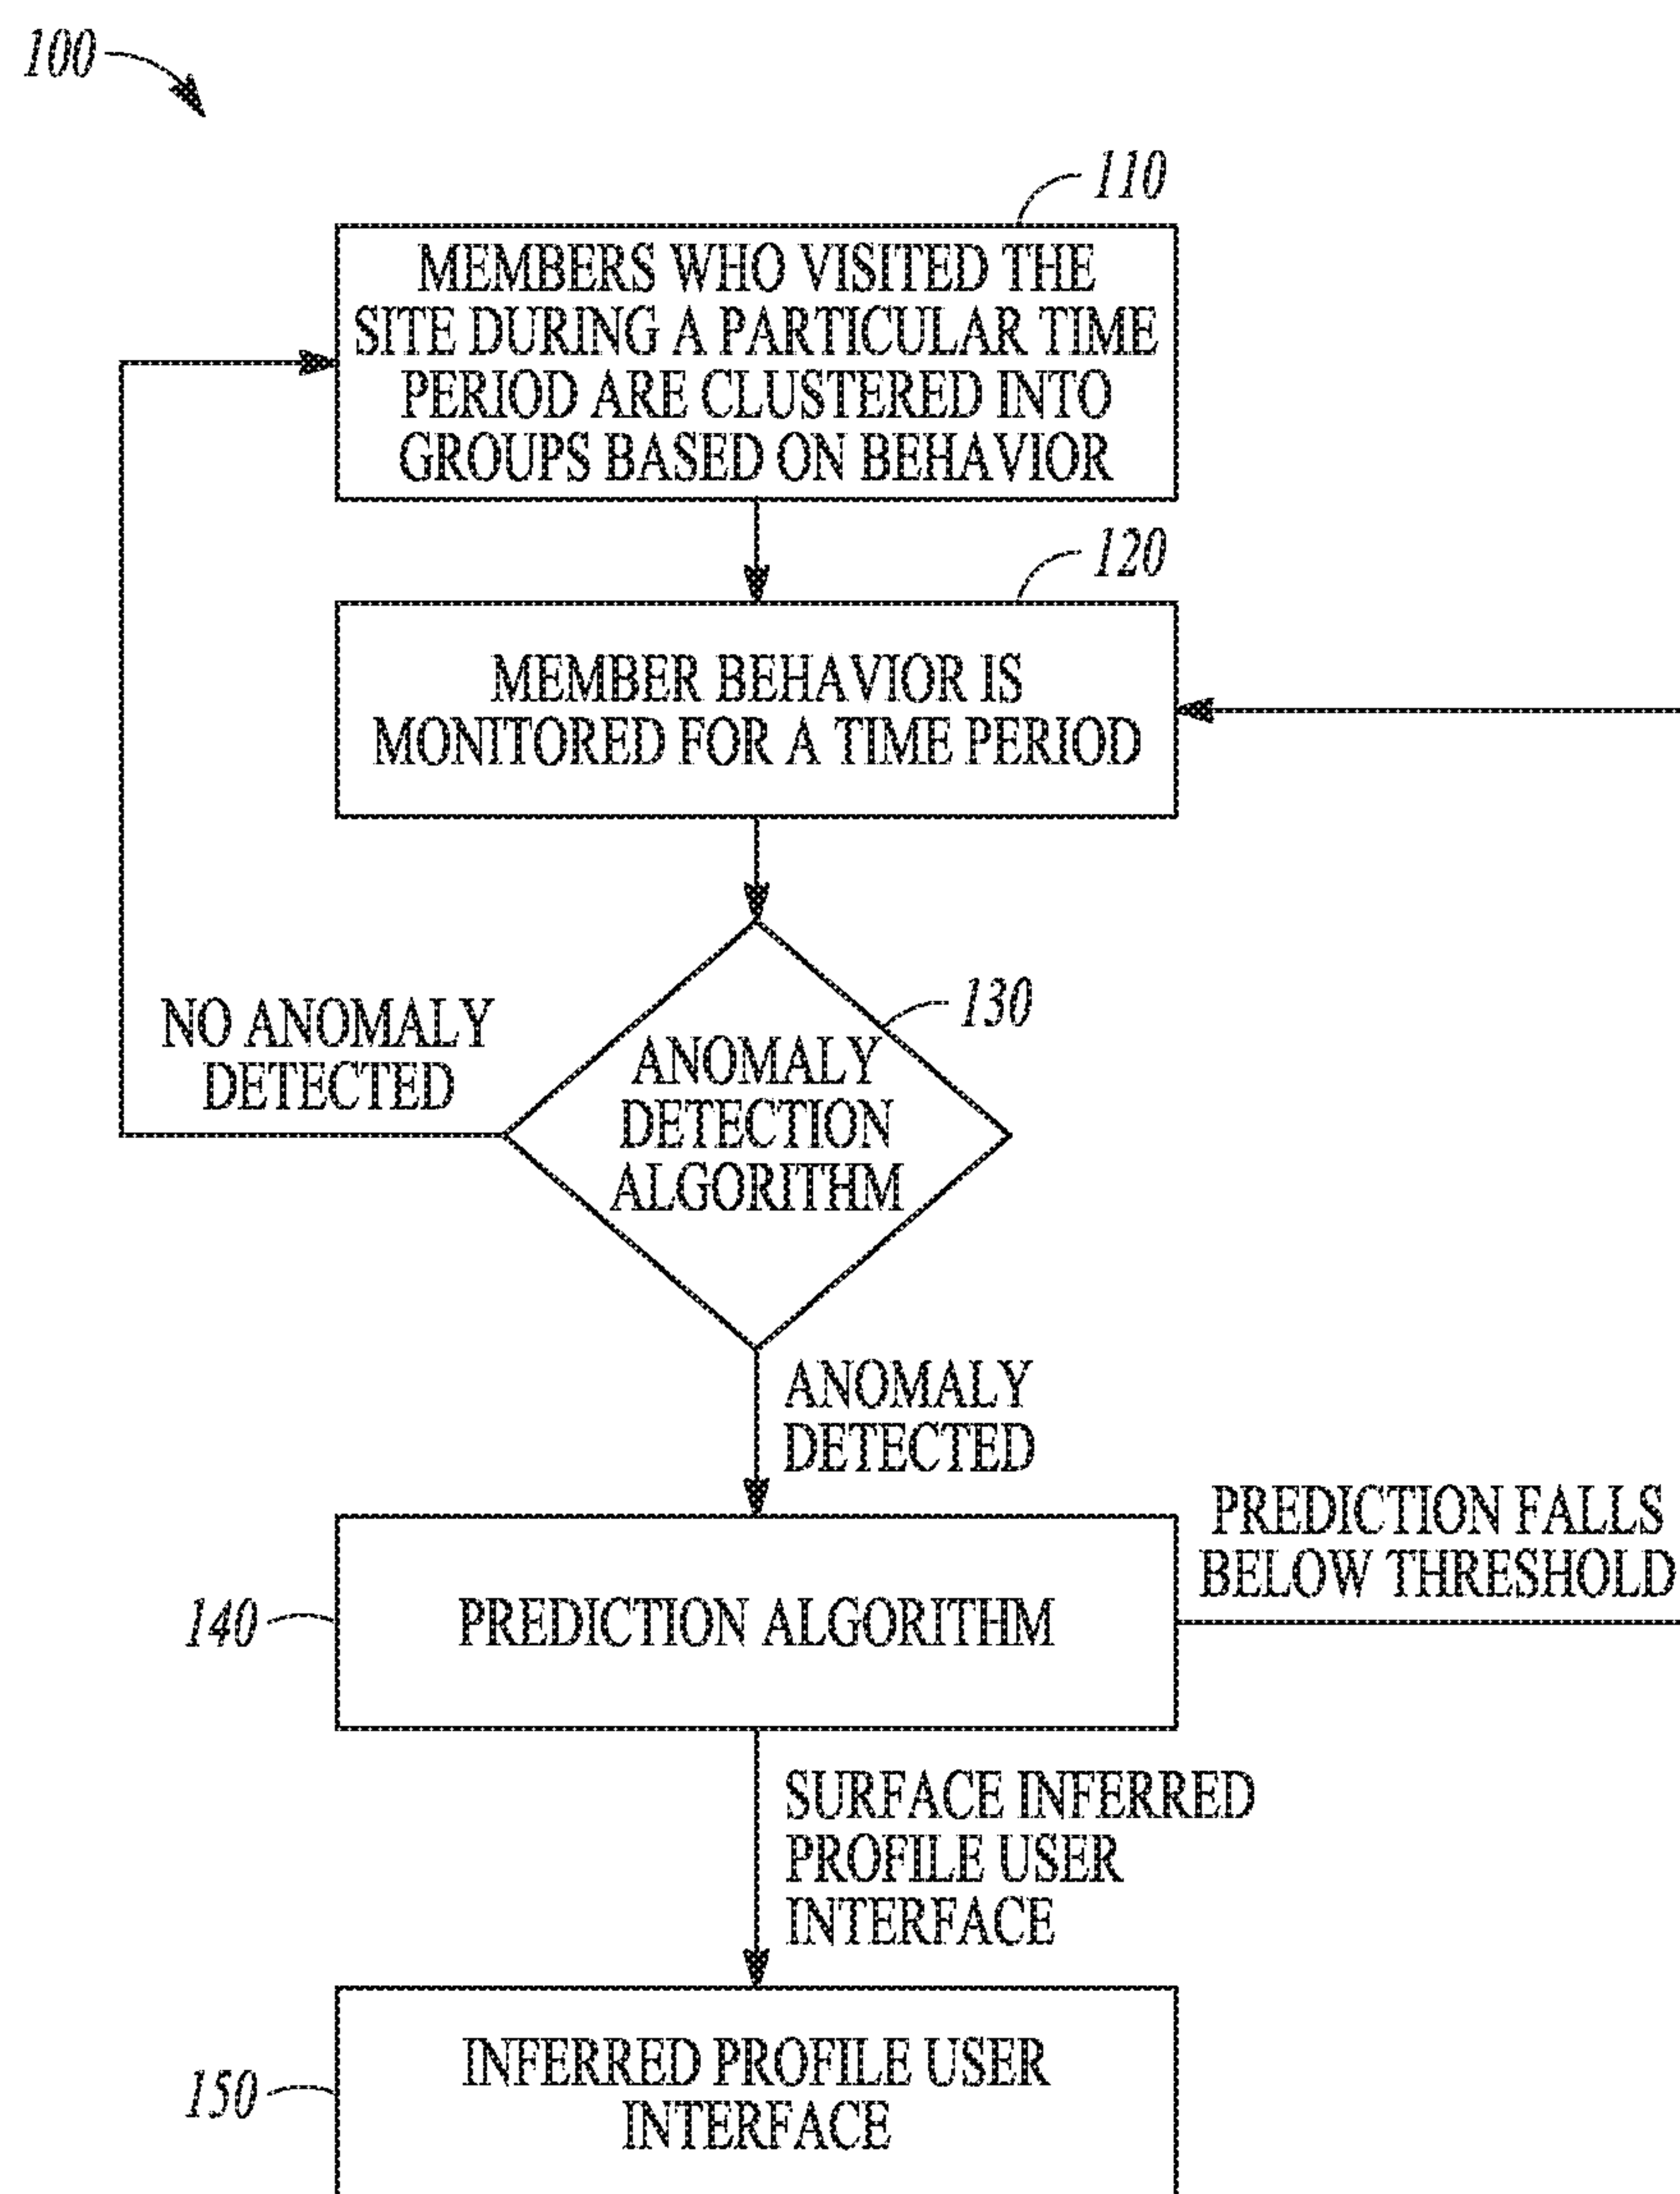 100
110
MEMBERS WHO VISITED THE
SITE DURING A PARTICULAR TIME
PERIOD ARE CLUSTERED INTO
GROUPS BASED ON BEHAVIOR
120
MEMBER BEHAVIOR IS
MONITORED FOR A TIME PERIOD
130
NO ANOMALY
DETECTED
ANOMALY
DETECTION
ALGORITHM
ANOMALY
DETECTED
PREDICTION FALLS
BELOW THRESHOLD
140
PREDICTION ALGORITHM
SURFACE INFERRED
PROFILE USER
INTERFACE
150
INFERRED PROFILE USER
INTERFACE